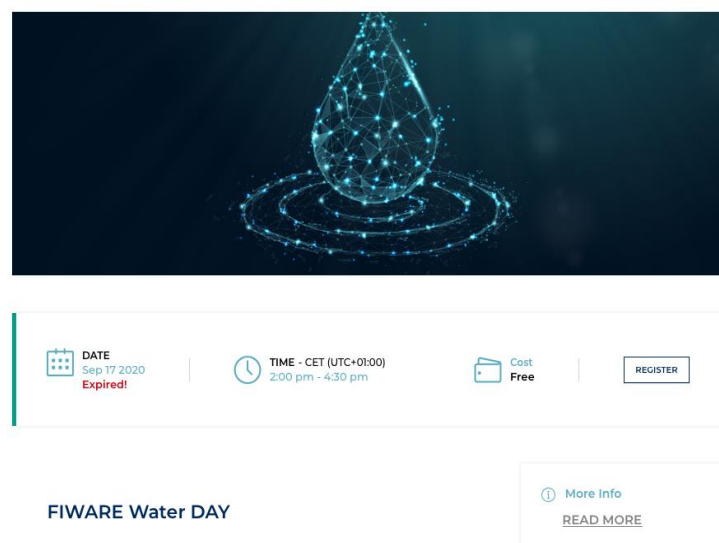 DATE
Sep 17 2020
Expired!
TIME - CET (UTC+01:00)
2:00 pm - 4:30 pm
Cost
Free
REGISTER
More Info
READ MORE
FIWARE Water DAY